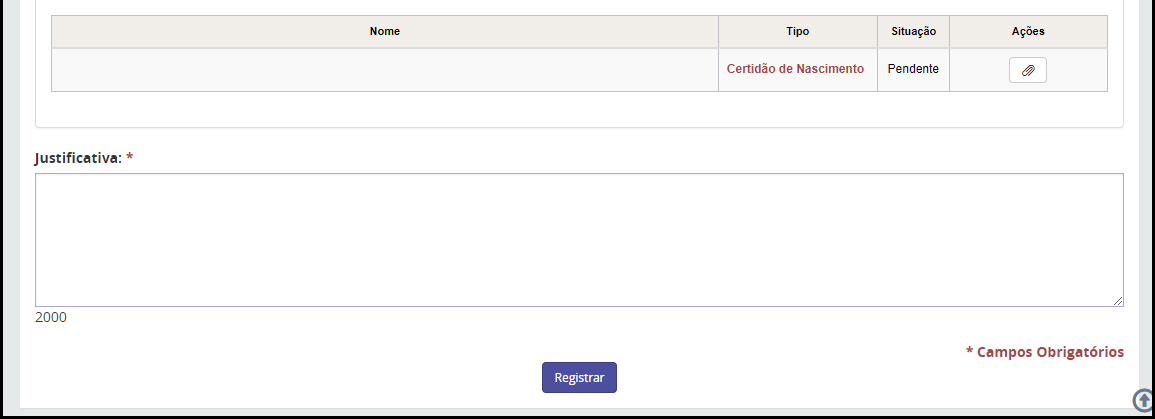 Nome Tipo Situação Ações
Certidão de Nascimento Pendente
Justificativa: *
2000
* Campos Obrigatórios
Registrar